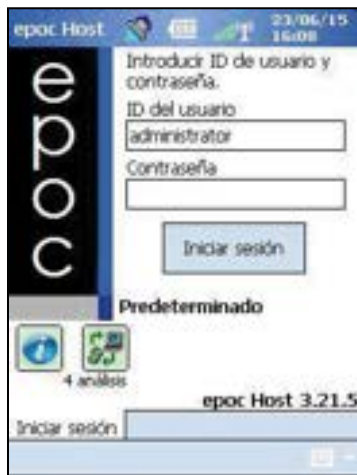 epoc Host
23/06/15
16:08
epoc
Introducir ID de usuario y
contraseña.
ID del usuario
administrator
Contraseña
Iniciar sesión
Predeterminado
4 análisis
epoc Host 3.21.5
Iniciar sesión